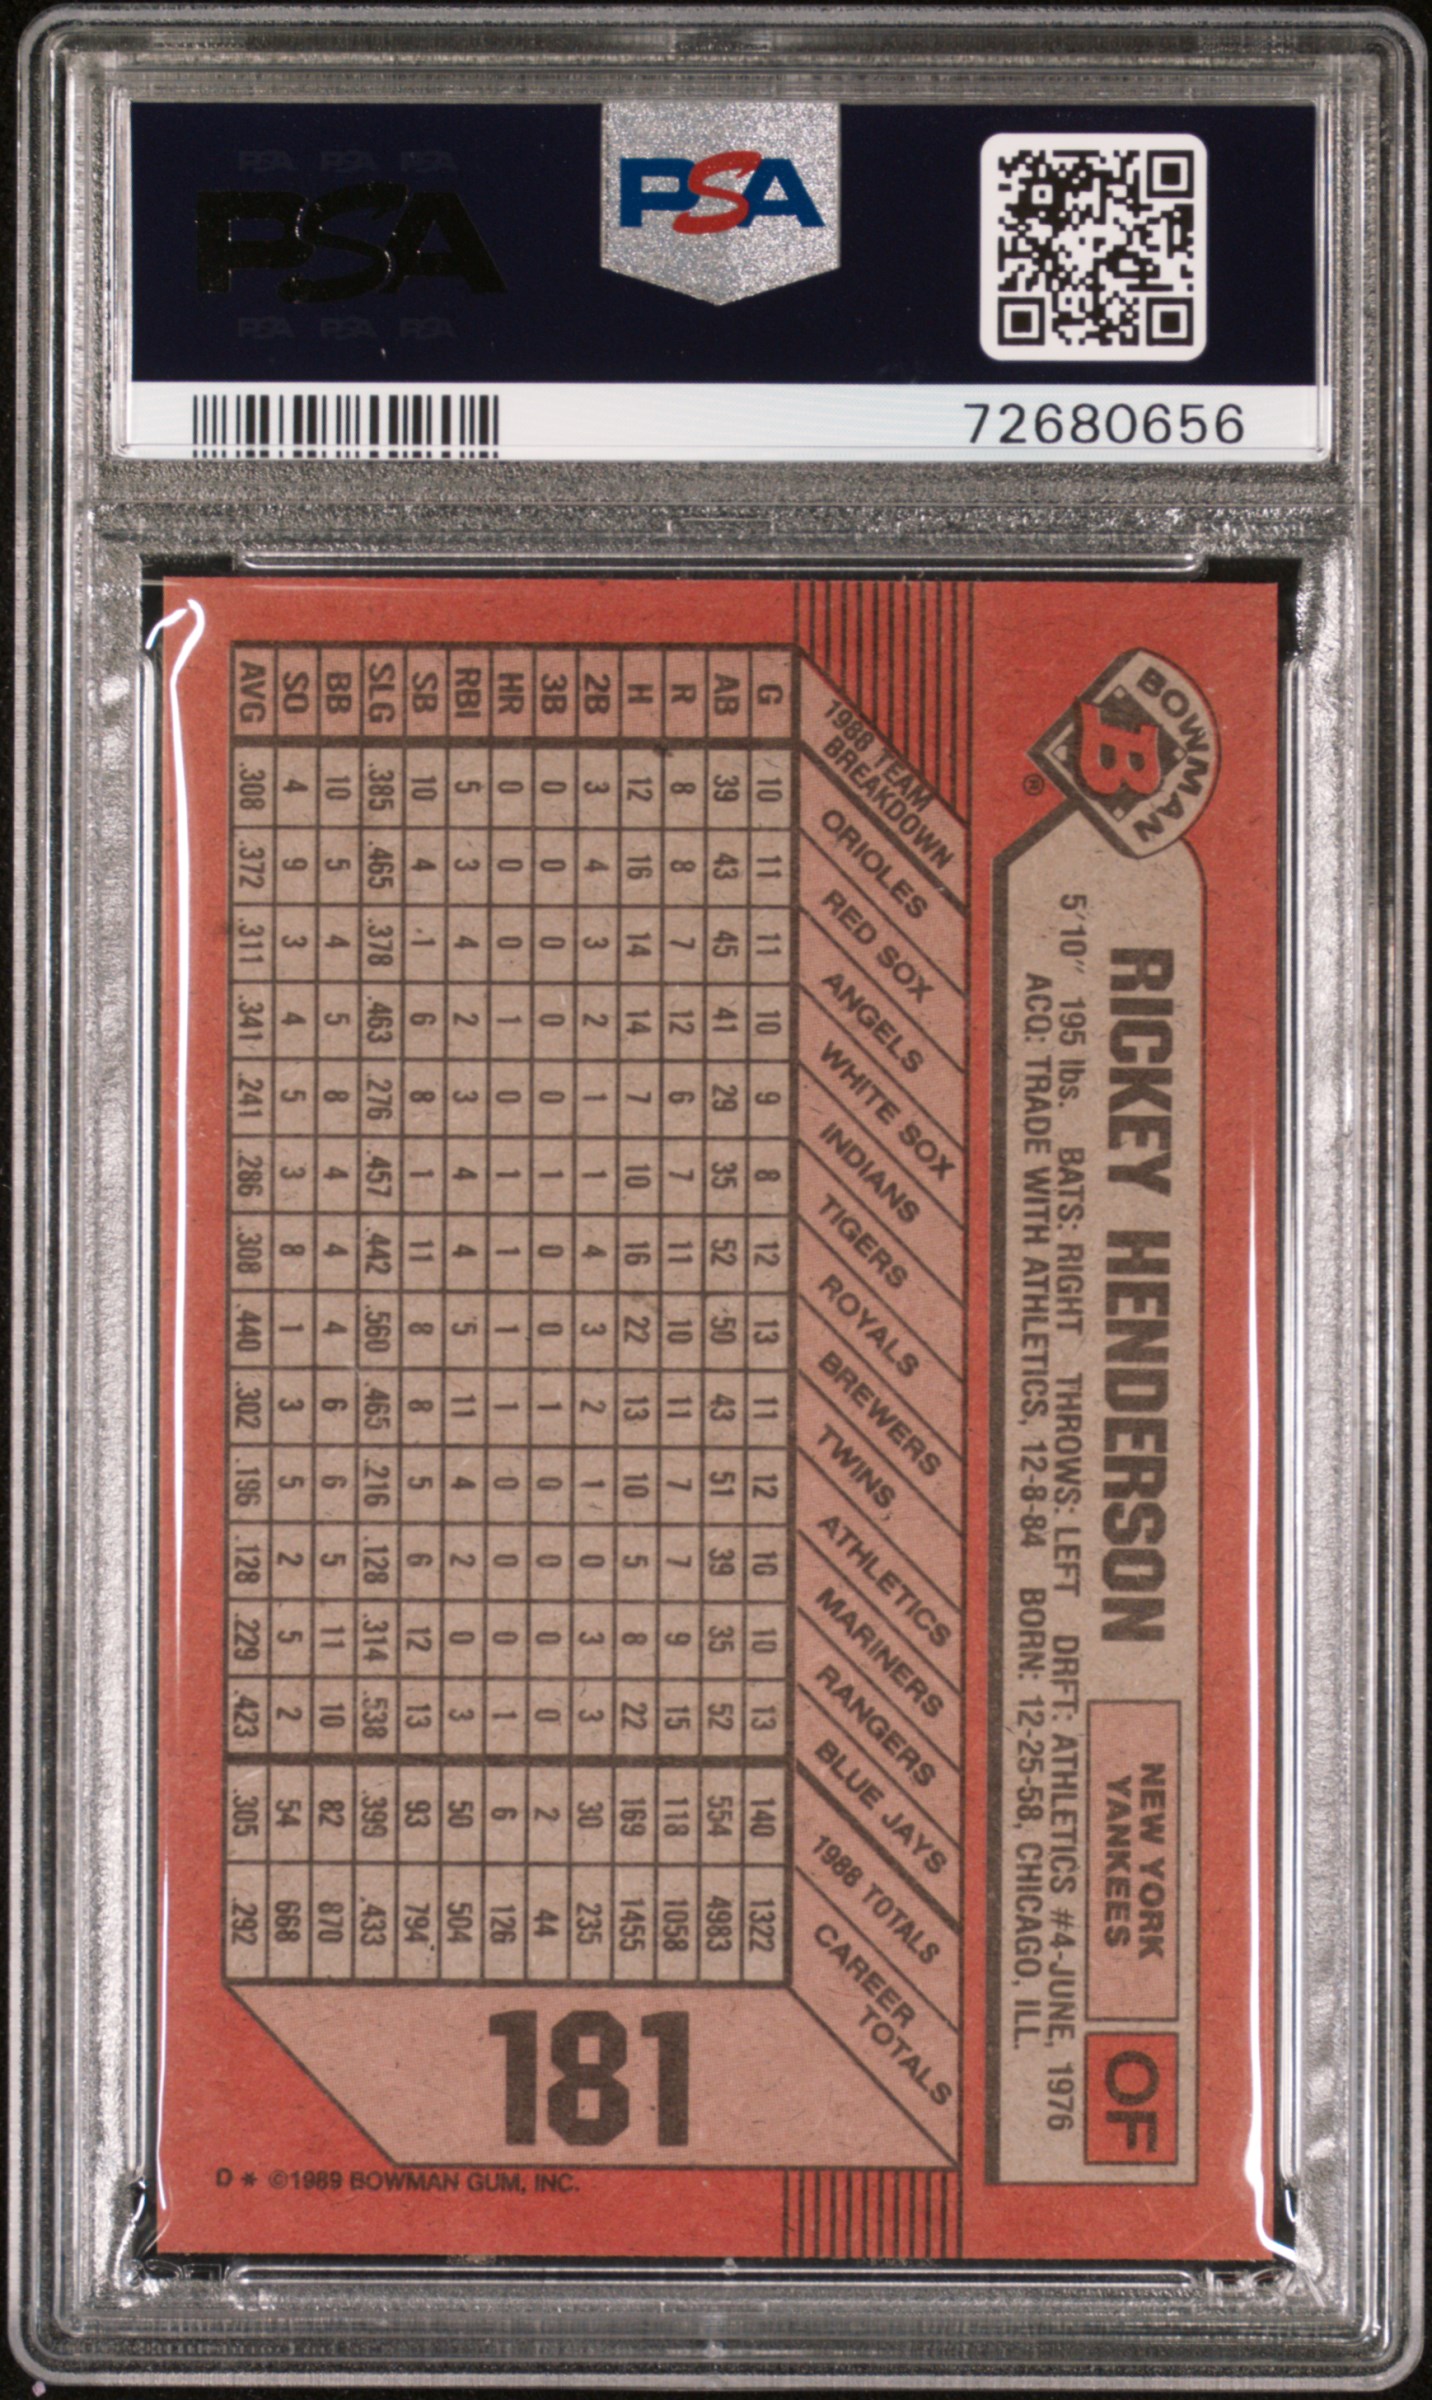 PSA PSA PSA
PSA
PSA PSA PSA
PSA
72680656
BOWMAN
B
®
RICKEY HENDERSON
NEW YORK
YANKEES
OF
5'10" 195 lbs. BATS: RIGHT THROWS: LEFT DRFT: ATHLETICS #4-JUNE, 1976
ACQ: TRADE WITH ATHLETICS, 12-8-84 BORN: 12-25-58, CHICAGO, ILL.
1988 TEAM BREAKDOWN ORIOLES RED SOX ANGELS WHITE SOX INDIANS TIGERS ROYALS BREWERS TWINS ATHLETICS MARINERS RANGERS BLUE JAYS 1988 TOTALS CAREER TOTALS
G 10 11 11 10 9 8 12 13 11 12 10 10 13 140 1322
AB 39 43 45 41 29 35 52 50 43 51 39 35 52 554 4983
R 8 8 7 12 6 7 11 10 11 7 7 9 15 118 1058
H 12 16 14 14 7 10 16 22 13 10 5 8 22 169 1455
2B 3 4 3 2 1 1 4 3 2 1 0 3 3 30 235
3B 0 0 0 0 0 1 0 0 1 0 0 0 0 2 44
HR 0 0 0 1 0 1 1 1 1 0 0 0 1 6 126
RBI 5 3 4 2 3 4 4 5 11 4 2 0 3 50 504
SB 10 4 1 6 8 1 11 8 8 5 6 12 13 93 794
SLG .385 .465 .378 .463 .276 .457 .442 .560 .465 .216 .128 .314 .538 .399 .433
BB 10 5 4 5 8 4 4 4 6 6 5 11 10 82 870
SO 4 9 3 4 5 3 8 1 3 5 2 5 2 54 668
AVG .308 .372 .311 .341 .241 .286 .308 .440 .302 .196 .128 .229 .423 .305 .292
181
D * ©1989 BOWMAN GUM, INC.